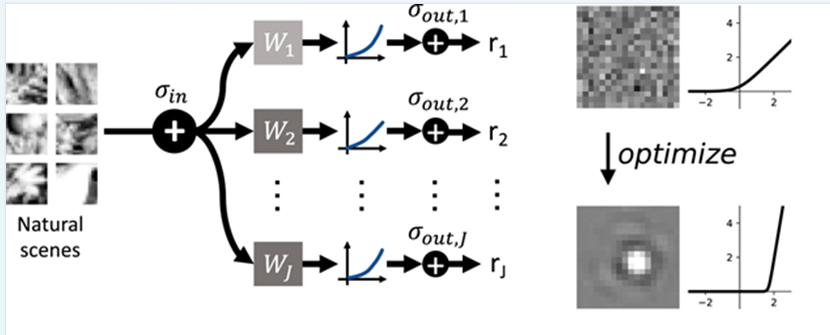 σout,1
W1
r1
σin
σout,2
W2
r2
Natural
scenes
σout,J
WJ
rJ
4
2
−2
2
optimize
4
2
−2
2